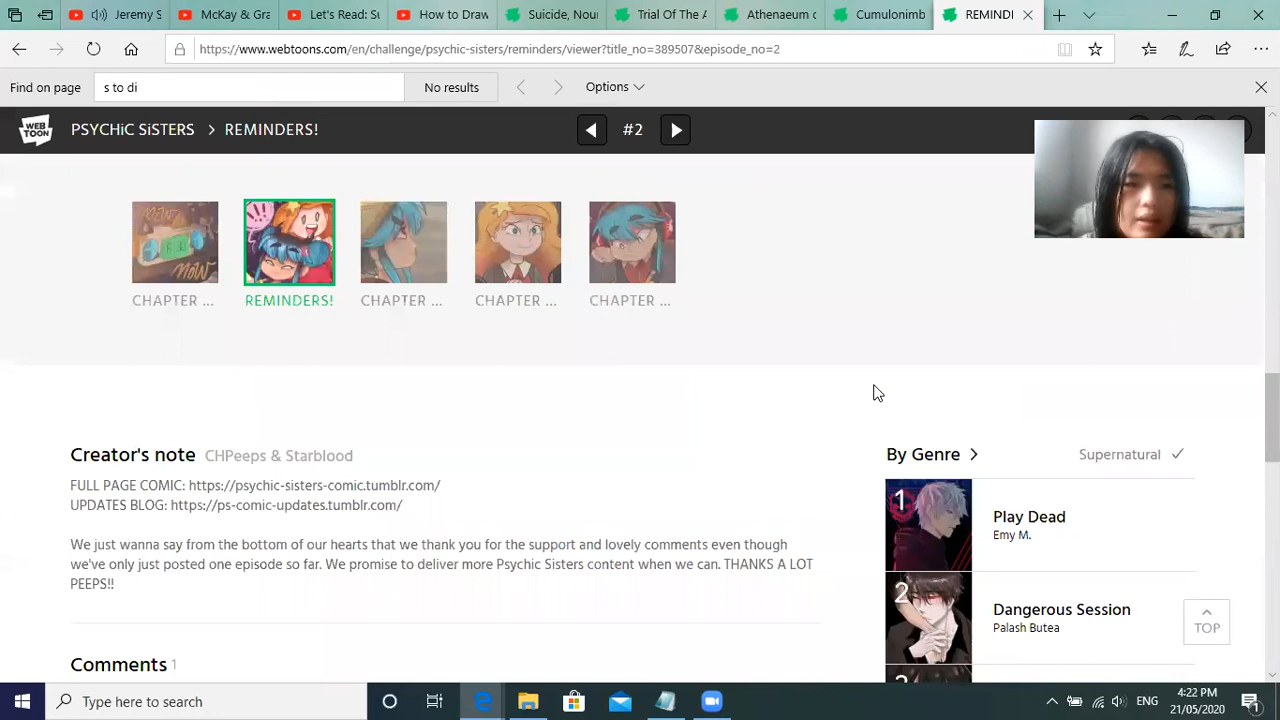 Jeremy S
McKay & Gr
Let's Read: Su
How to Draw
Suicide, Nour
Trial Of The A
Athenaeum o
Cumulonimb
REMIND
https://www.webtoons.com/en/challenge/psychic-sisters/reminders/viewer?title_no=389507&episode_no=2
Find on page
s to di
No results
Options
WEB TOON
PSYCHiC SiSTERS > REMINDERS!
#2
CHAPTER ...
REMINDERS!
CHAPTER ...
CHAPTER ...
CHAPTER ...
Creator's note CHPeeps & Starblood
FULL PAGE COMIC: https://psychic-sisters-comic.tumblr.com/
UPDATES BLOG: https://ps-comic-updates.tumblr.com/
We just wanna say from the bottom of our hearts that we thank you for the support and lovely comments even though
we've only just posted one episode so far. We promise to deliver more Psychic Sisters content when we can. THANKS A LOT
PEEPS!!
Comments 1
By Genre >
Supernatural
1
Play Dead
Emy M.
2
Dangerous Session
Palash Butea
TOP
Type here to search
ENG
4:22 PM
21/05/2020